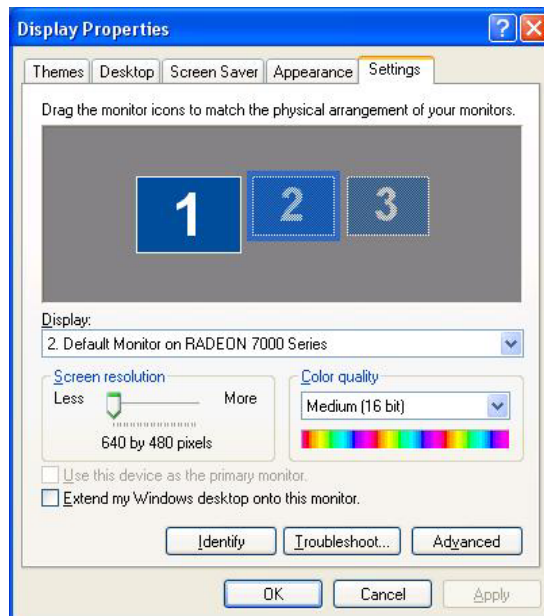 Display Properties
Themes Desktop Screen Saver Appearance Settings
Drag the monitor icons to match the physical arrangement of your monitors.
1 2 3
Display:
2. Default Monitor on RADEON 7000 Series
Screen resolution
Less More
640 by 480 pixels
Color quality
Medium (16 bit)
Use this device as the primary monitor.
Extend my Windows desktop onto this monitor.
Identify Troubleshoot... Advanced
OK Cancel Apply